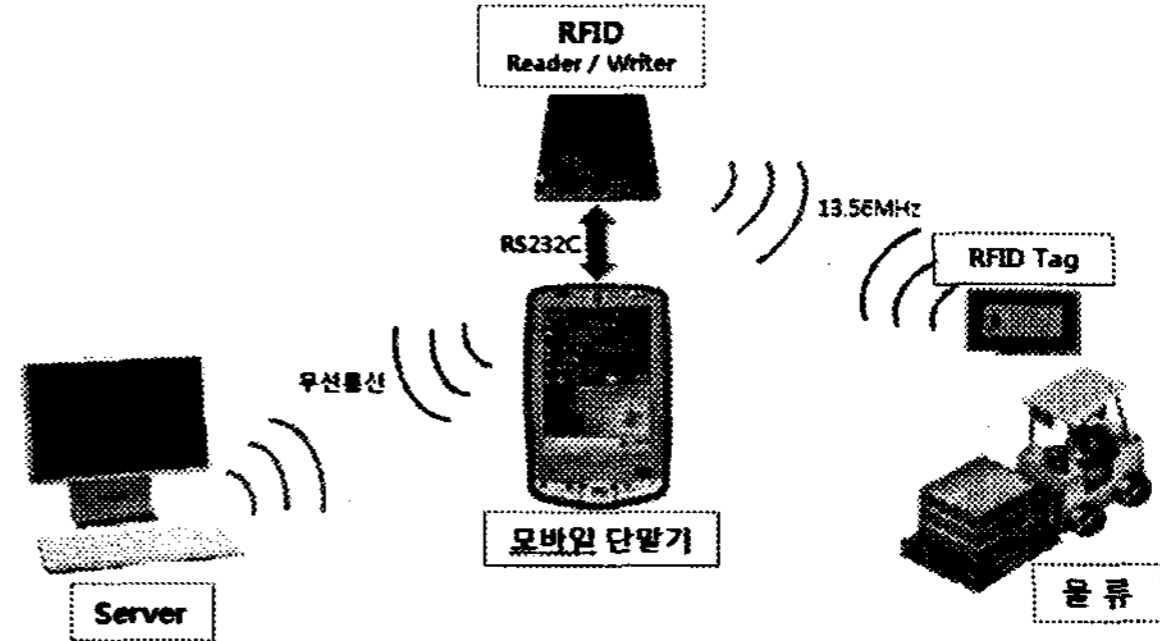 RFID
Reader / Writer
13.56MHz
RS232C
RFID Tag
무선통신
모바일 단말기
Server
물 류